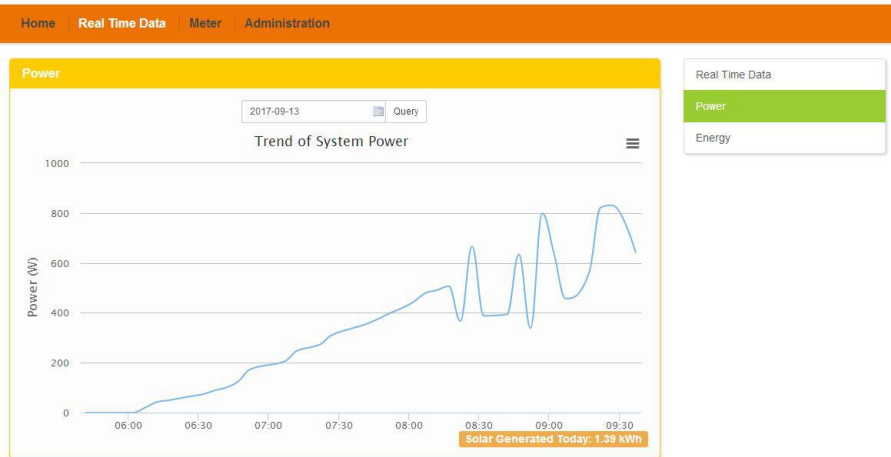 Home Real Time Data Meter Administration
Power
2017-09-13 Query
Trend of System Power
1000
800
600
400
200
0
Power (W)
06:00 06:30 07:00 07:30 08:00 08:30 09:00 09:30
Solar Generated Today: 1.39 kWh
Real Time Data
Power
Energy